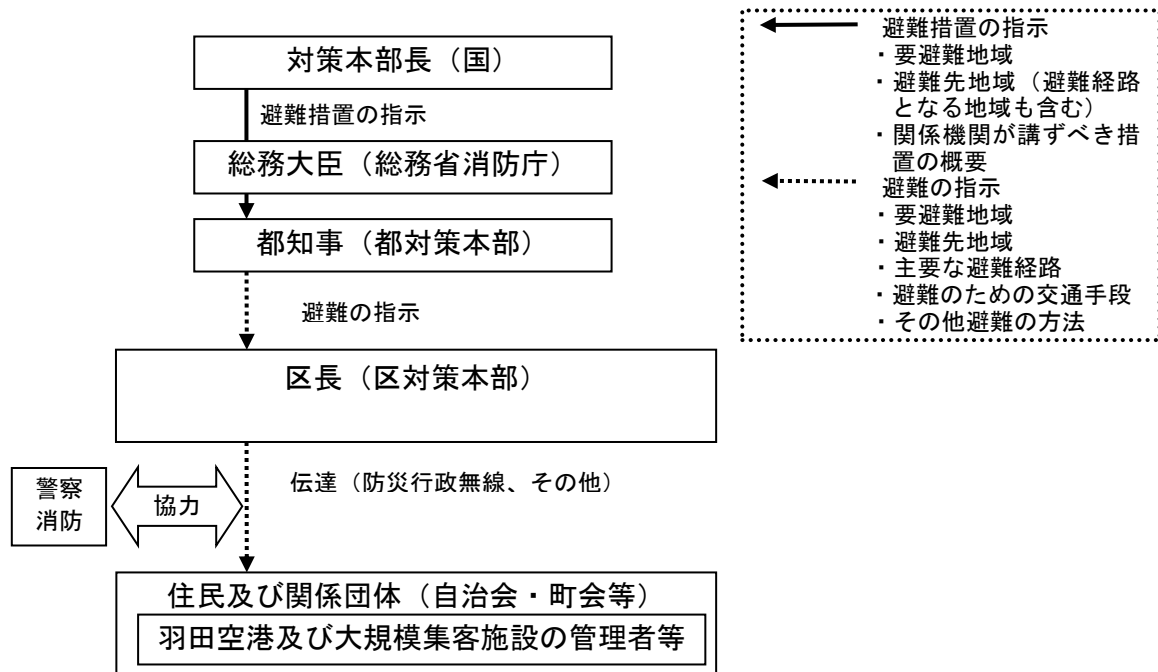 対策本部長（国）
避難措置の指示
総務大臣（総務省消防庁）
都知事（都対策本部）
避難の指示
区長（区対策本部）
伝達（防災行政無線、その他）
警察
消防
協力
住民及び関係団体（自治会・町会等）
羽田空港及び大規模集客施設の管理者等
避難措置の指示
・要避難地域
・避難先地域（避難経路
となる地域も含む）
・関係機関が講ずべき措
置の概要
避難の指示
・要避難地域
・避難先地域
・主要な避難経路
・避難のための交通手段
・その他避難の方法